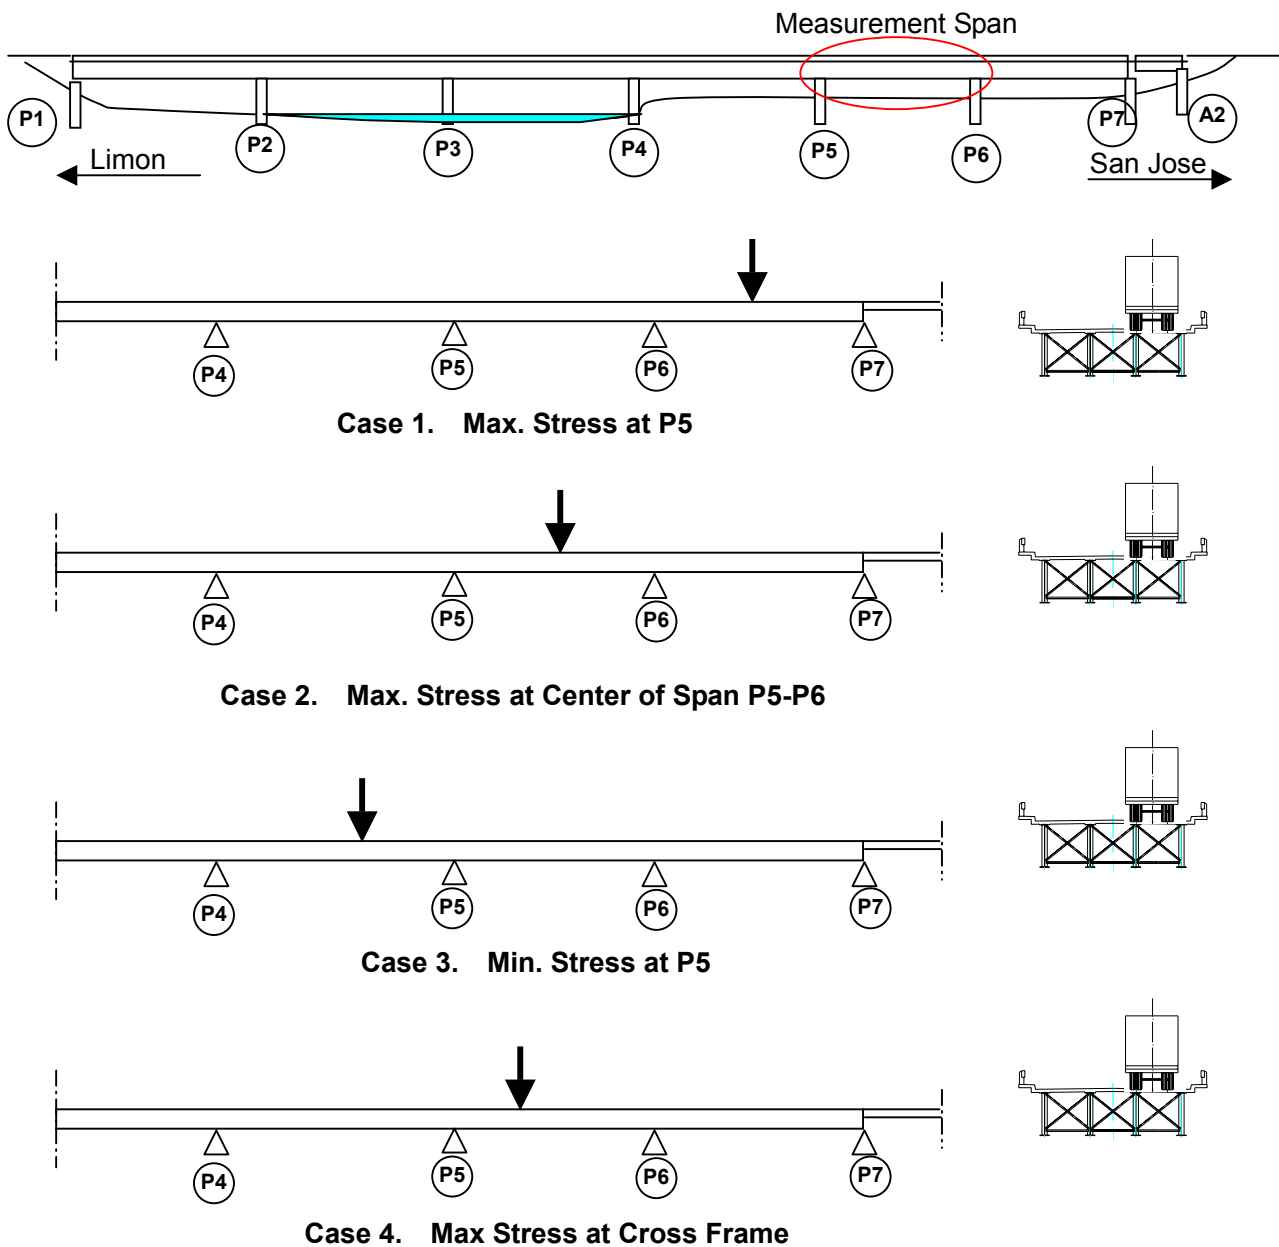 Measurement Span
P1 P2 P3 P4 P5 P6 P7 A2
Limon San Jose
P4 P5 P6 P7
Case 1. Max. Stress at P5
P4 P5 P6 P7
Case 2. Max. Stress at Center of Span P5-P6
P4 P5 P6 P7
Case 3. Min. Stress at P5
P4 P5 P6 P7
Case 4. Max Stress at Cross Frame